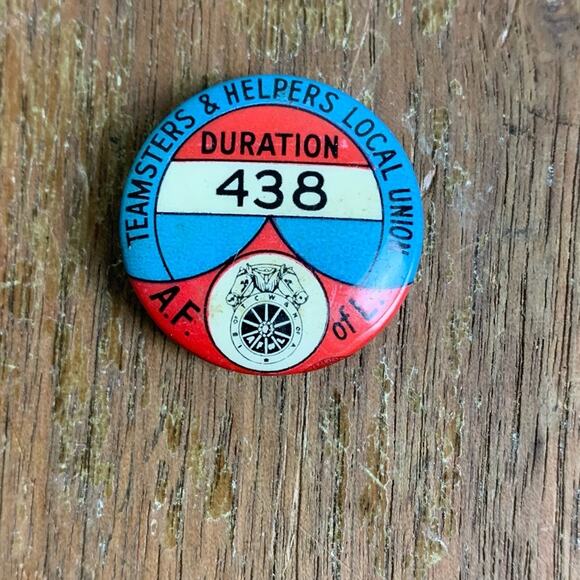 TEAMSTERS & HELPERS LOCAL UNION
DURATION
438
A.F. of L.